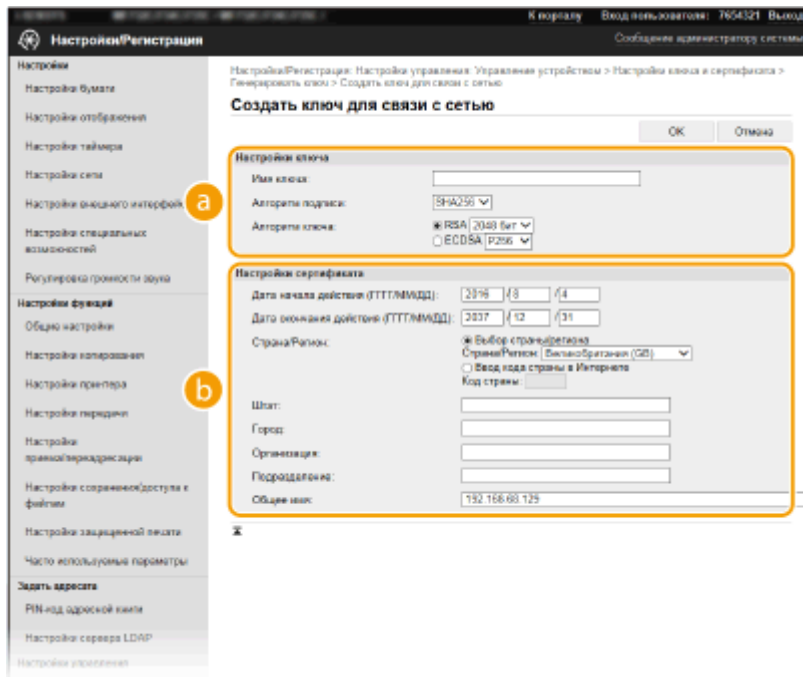 К порталу Вход пользователя: 7654321 Выход
Настройки/Регистрация
Сообщение администратору системы
Настройки
Настройки бумаги
Настройки отображения
Настройки таймера
Настройки сети
Настройки внешнего интерфей
Настройки специальных
возможностей
Регулировка громкости звука
Настройки функций
Общие настройки
Настройки копирования
Настройки принтера
Настройки передачи
Настройки
приема/переадресации
Настройки сохранения/доступа к
файлам
Настройки защищенной печати
Часто используемые параметры
Задать адресата
PIN-код адресной книги
Настройки сервера LDAP
Настройки управления
Настройки/Регистрация: Настройки управления: Управление устройством > Настройки ключа и сертификата >
Генерировать ключ > Создать ключ для связи с сетью
Создать ключ для связи с сетью
OK Отмена
a
Настройки ключа
Имя ключа:
Алгоритм подписи: SHA256
Алгоритм ключа: RSA 2048 бит
ECDSA P256
b
Настройки сертификата
Дата начала действия (ГГГГ/ММ/ДД): 2016 / 8 / 4
Дата окончания действия (ГГГГ/ММ/ДД): 2037 / 12 / 31
Страна/Регион: Выбор страны/региона
Страна/Регион: Великобритания (GB)
Ввод кода страны в Интернете
Код страны:
Штат:
Город:
Организация:
Подразделение:
Общее имя: 192.168.68.129